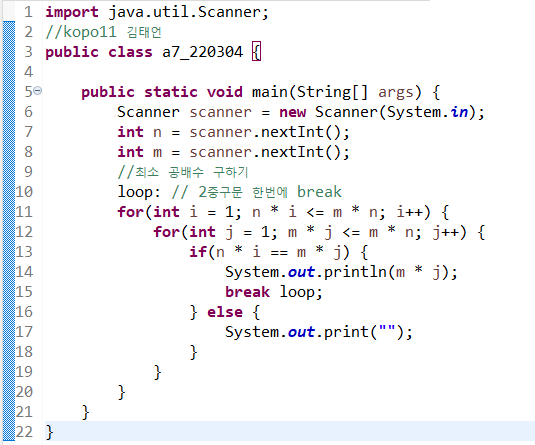 1 import java.util.Scanner;
2 //kopo11 김태언
3 public class a7_220304 {
4
5 public static void main(String[] args) {
6 Scanner scanner = new Scanner(System.in);
7 int n = scanner.nextInt();
8 int m = scanner.nextInt();
9 //최소 공배수 구하기
10 loop: // 2중구문 한번에 break
11 for(int i = 1; n * i <= m * n; i++) {
12 for(int j = 1; m * j <= m * n; j++) {
13 if(n * i == m * j) {
14 System.out.println(m * j);
15 break loop;
16 } else {
17 System.out.print("");
18 }
19 }
20 }
21 }
22 }